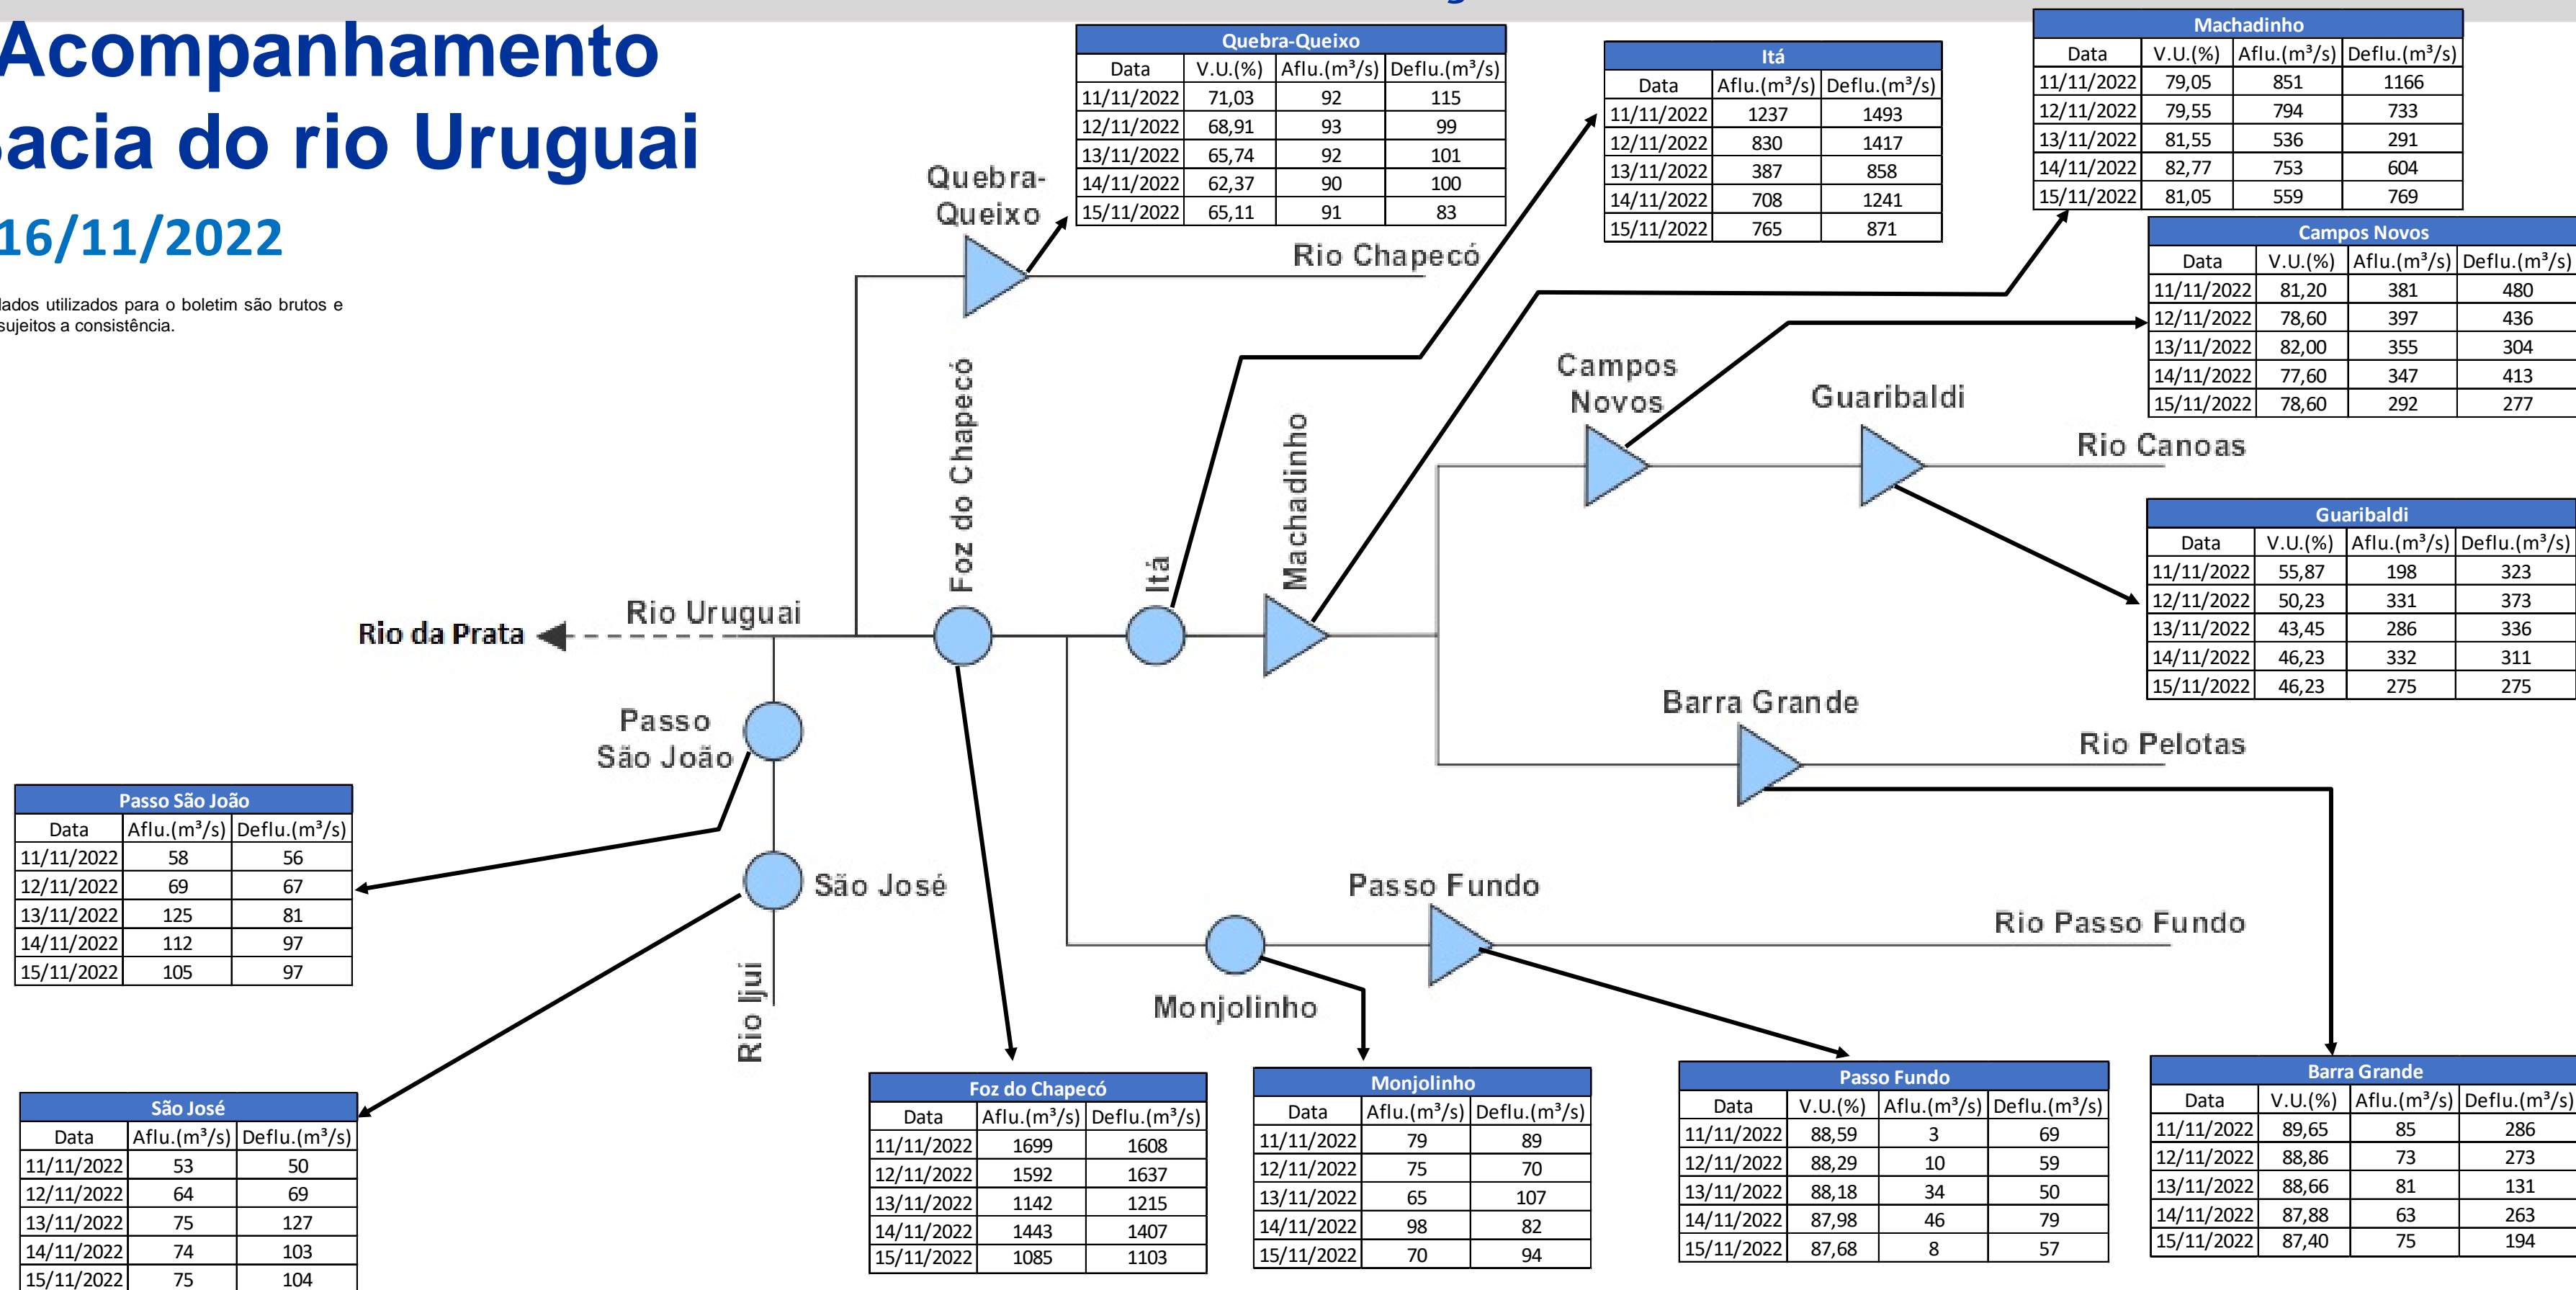 Acompanhamento
Bacia do rio Uruguai
16/11/2022
dados utilizados para o boletim são brutos e
sujeitos a consistência.
Quebra-Queixo
Data V.U.(%) Aflu.(m³/s) Deflu.(m³/s)
11/11/2022 71,03 92 115
12/11/2022 68,91 93 99
13/11/2022 65,74 92 101
14/11/2022 62,37 90 100
15/11/2022 65,11 91 83
Itá
Data Aflu.(m³/s) Deflu.(m³/s)
11/11/2022 1237 1493
12/11/2022 830 1417
13/11/2022 387 858
14/11/2022 708 1241
15/11/2022 765 871
Machadinho
Data V.U.(%) Aflu.(m³/s) Deflu.(m³/s)
11/11/2022 79,05 851 1166
12/11/2022 79,55 794 733
13/11/2022 81,55 536 291
14/11/2022 82,77 753 604
15/11/2022 81,05 559 769
Campos Novos
Data V.U.(%) Aflu.(m³/s) Deflu.(m³/s)
11/11/2022 81,20 381 480
12/11/2022 78,60 397 436
13/11/2022 82,00 355 304
14/11/2022 77,60 347 413
15/11/2022 78,60 292 277
Quebra-
Queixo
Rio Chapecó
Foz do Chapecó
Itá
Machadinho
Campos
Novos
Guaribaldi
Rio Canoas
Guaribaldi
Data V.U.(%) Aflu.(m³/s) Deflu.(m³/s)
11/11/2022 55,87 198 323
12/11/2022 50,23 331 373
13/11/2022 43,45 286 336
14/11/2022 46,23 332 311
15/11/2022 46,23 275 275
Rio da Prata
Rio Uruguai
Passo
São João
Barra Grande
Rio Pelotas
Passo São João
Data Aflu.(m³/s) Deflu.(m³/s)
11/11/2022 58 56
12/11/2022 69 67
13/11/2022 125 81
14/11/2022 112 97
15/11/2022 105 97
São José
Passo Fundo
Rio Passo Fundo
Rio Ijuí
Monjolinho
São José
Data Aflu.(m³/s) Deflu.(m³/s)
11/11/2022 53 50
12/11/2022 64 69
13/11/2022 75 127
14/11/2022 74 103
15/11/2022 75 104
Foz do Chapecó
Data Aflu.(m³/s) Deflu.(m³/s)
11/11/2022 1699 1608
12/11/2022 1592 1637
13/11/2022 1142 1215
14/11/2022 1443 1407
15/11/2022 1085 1103
Monjolinho
Data Aflu.(m³/s) Deflu.(m³/s)
11/11/2022 79 89
12/11/2022 75 70
13/11/2022 65 107
14/11/2022 98 82
15/11/2022 70 94
Passo Fundo
Data V.U.(%) Aflu.(m³/s) Deflu.(m³/s)
11/11/2022 88,59 3 69
12/11/2022 88,29 10 59
13/11/2022 88,18 34 50
14/11/2022 87,98 46 79
15/11/2022 87,68 8 57
Barra Grande
Data V.U.(%) Aflu.(m³/s) Deflu.(m³/s)
11/11/2022 89,65 85 286
12/11/2022 88,86 73 273
13/11/2022 88,66 81 131
14/11/2022 87,88 63 263
15/11/2022 87,40 75 194